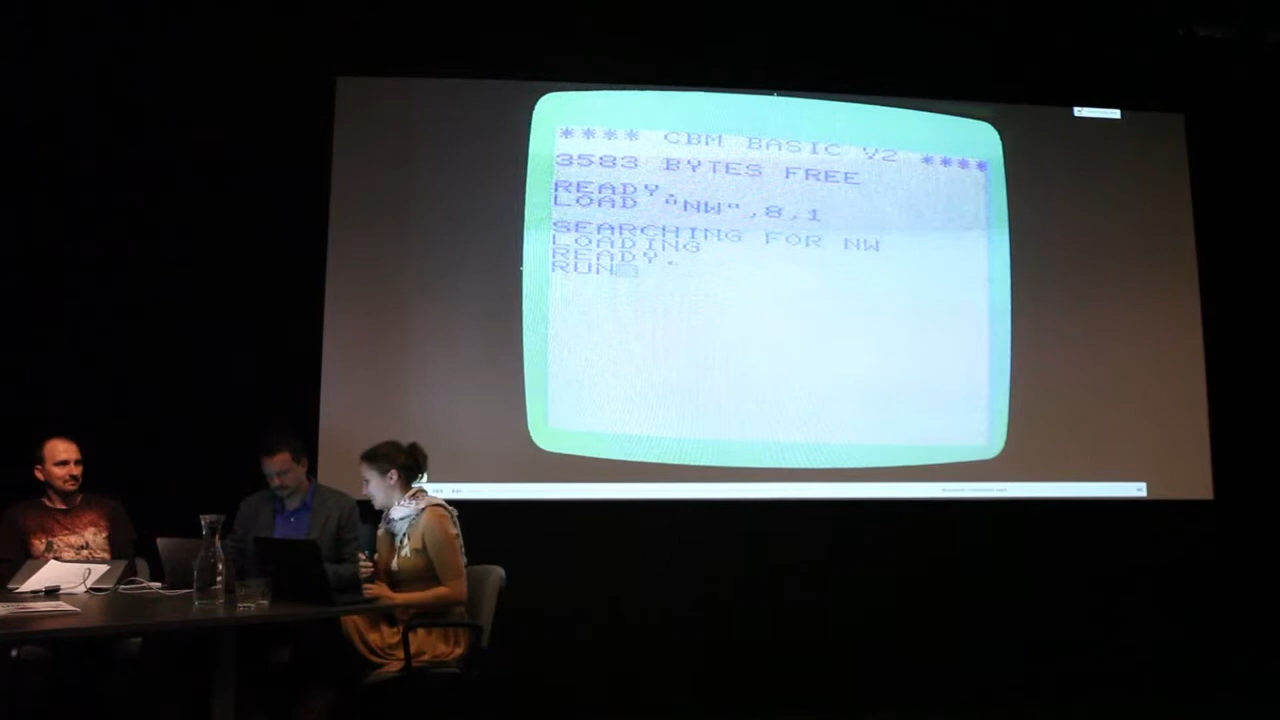 **** CBM BASIC V2 ****
3583 BYTES FREE
READY.
LOAD "NW",8,1
SEARCHING FOR NW
LOADING
READY.
RUN